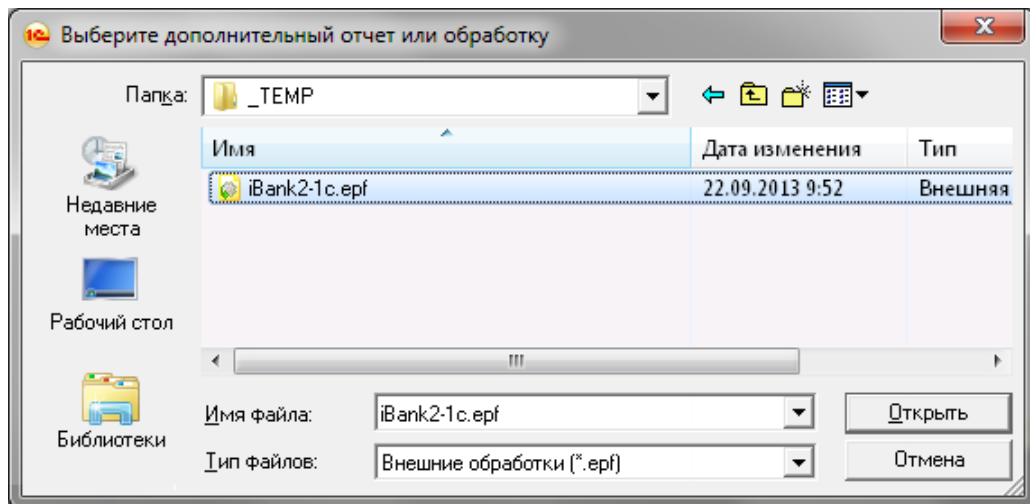 1С Выберите дополнительный отчет или обработку
Папка: _TEMP
Имя Дата изменения Тип
iBank2-1c.epf 22.09.2013 9:52 Внешняя
Недавние
места
Рабочий стол
Библиотеки
Имя файла: iBank2-1c.epf Открыть
Тип файлов: Внешние обработки (*.epf) Отмена